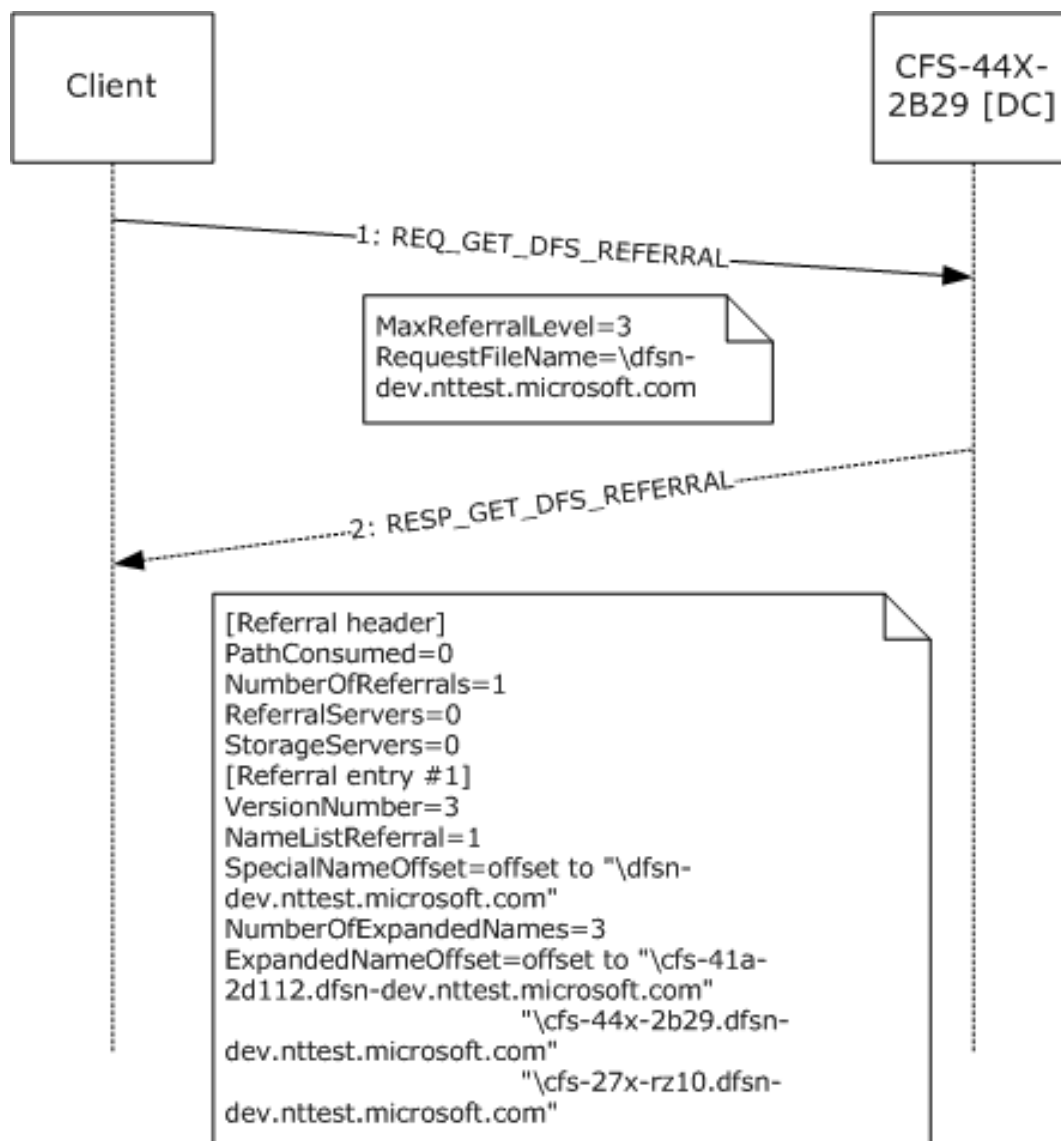 Client
CFS-44X-
2B29 [DC]
1: REQ_GET_DFS_REFERRAL
MaxReferralLevel=3
RequestFileName=\dfsn-
dev.nttest.microsoft.com
2: RESP_GET_DFS_REFERRAL
[Referral header]
PathConsumed=0
NumberOfReferrals=1
ReferralServers=0
StorageServers=0
[Referral entry #1]
VersionNumber=3
NameListReferral=1
SpecialNameOffset=offset to "\dfsn-
dev.nttest.microsoft.com"
NumberOfExpandedNames=3
ExpandedNameOffset=offset to "\cfs-41a-
2d112.dfsn-dev.nttest.microsoft.com"
"\cfs-44x-2b29.dfsn-
dev.nttest.microsoft.com"
"\cfs-27x-rz10.dfsn-
dev.nttest.microsoft.com"